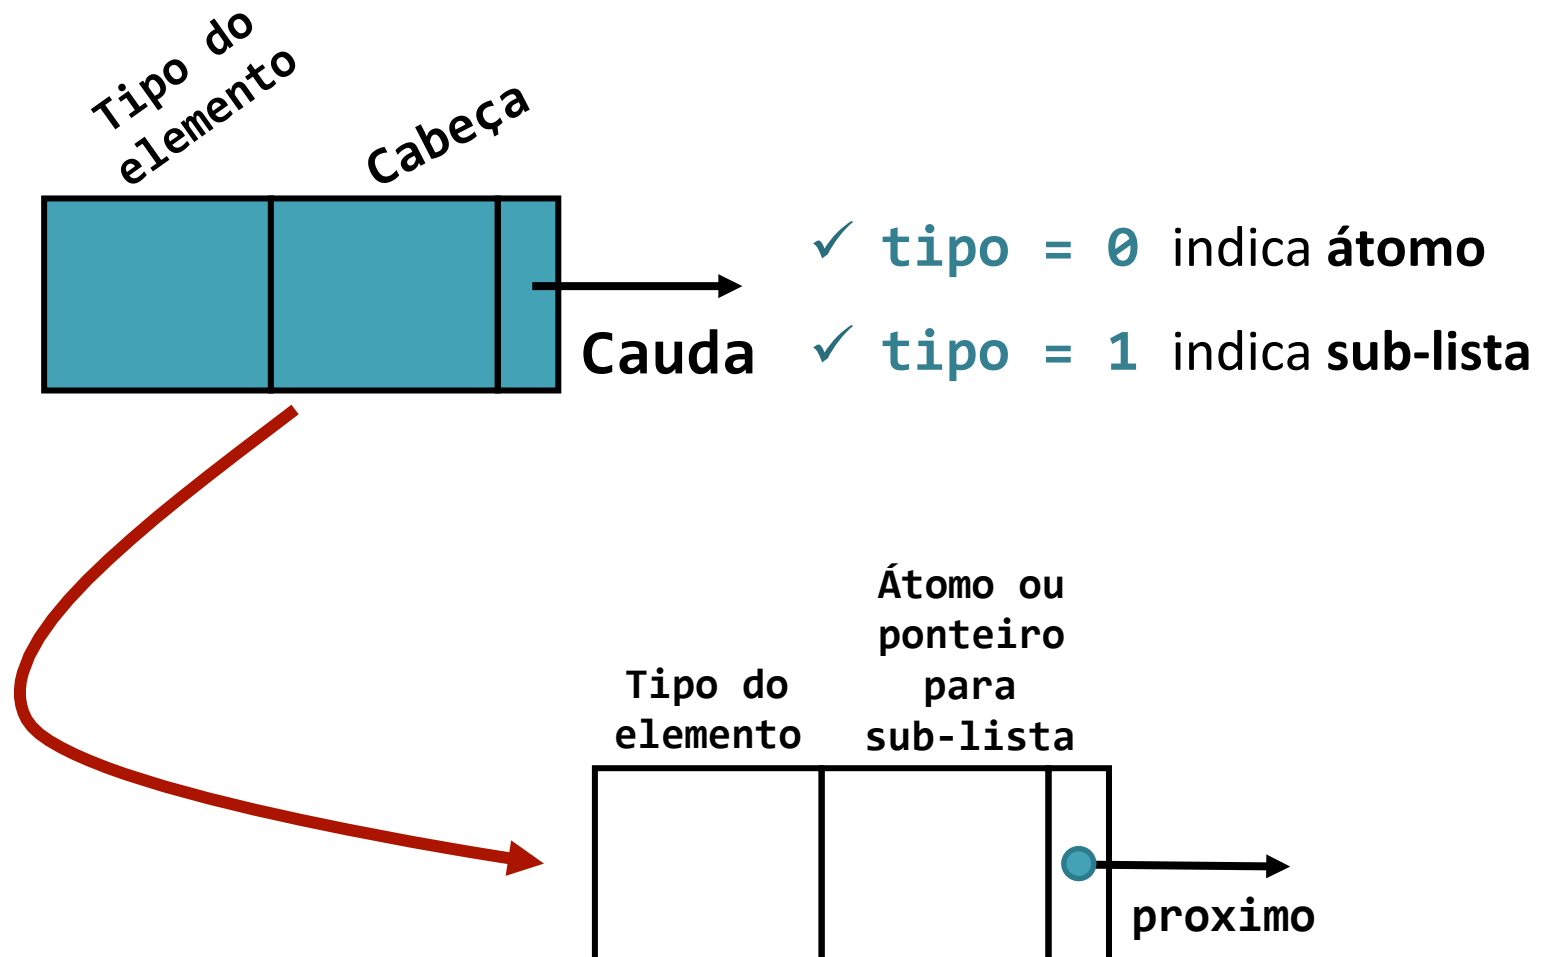 Tipo do
elemento
Cabeça
Cauda
✓ tipo = 0 indica átomo
✓ tipo = 1 indica sub-lista
Tipo do
elemento
Átomo ou
ponteiro
para
sub-lista
proximo